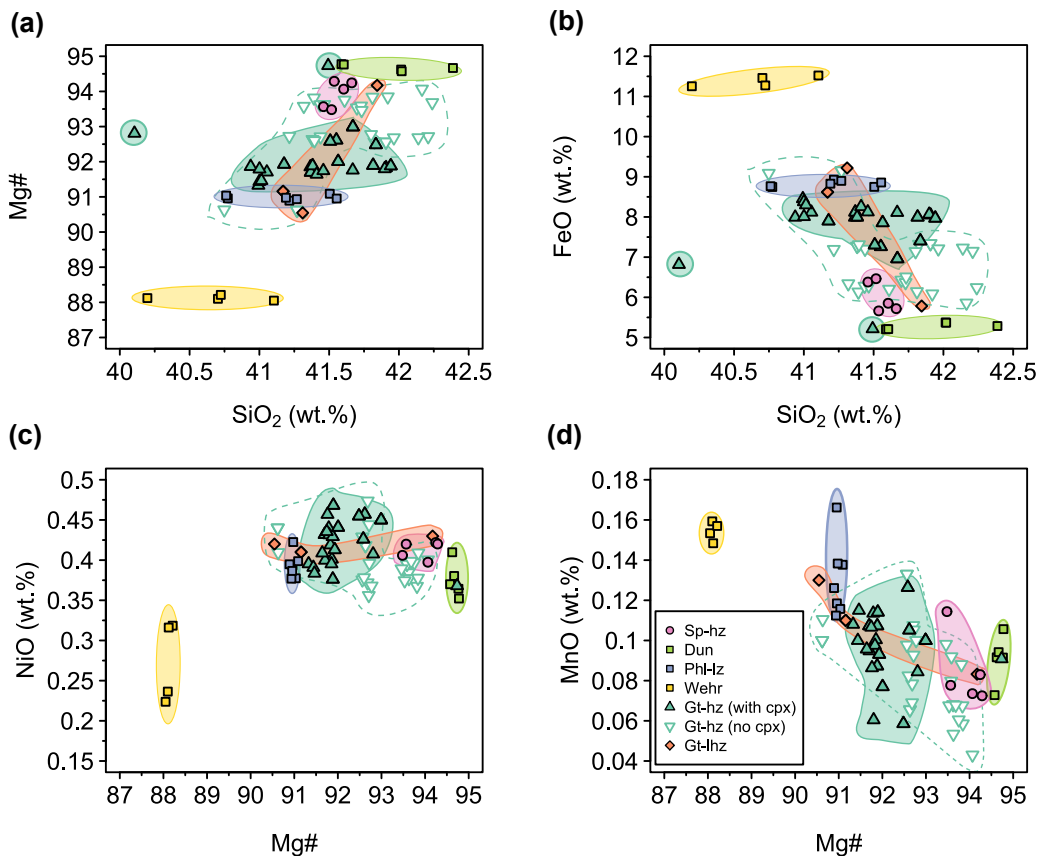 (a)
95
94
93
92
91
90
89
88
87
Mg#
40
40.5
41
41.5
42
42.5
SiO₂ (wt.%)
(b)
12
11
10
9
8
7
6
5
FeO (wt.%)
40
40.5
41
41.5
42
42.5
SiO₂ (wt.%)
(c)
0.5
0.45
0.4
0.35
0.3
0.25
0.2
0.15
NiO (wt.%)
87 88 89 90 91 92 93 94 95
Mg#
(d)
0.18
0.16
0.14
0.12
0.10
0.08
0.06
0.04
MnO (wt.%)
Sp-hz
Dun
Phl-lz
Wehr
Gt-hz (with cpx)
Gt-hz (no cpx)
Gt-lhz
87 88 89 90 91 92 93 94 95
Mg#